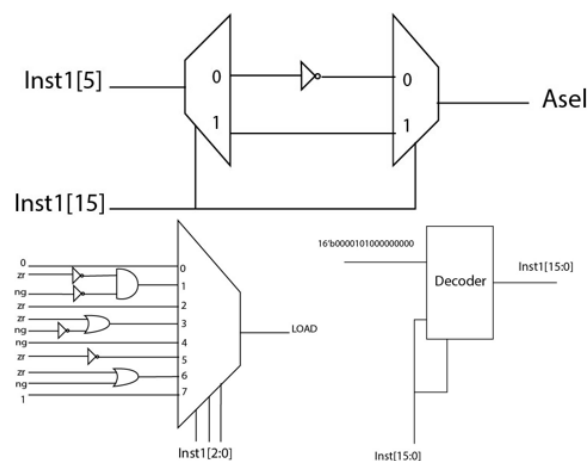 Inst1[5]
0
0
Asel
1
1
Inst1[15]
0
zr
ng
zr
zr
ng
ng
zr
zr
ng
1
0
1
2
3
4
5
6
7
LOAD
Inst1[2:0]
16'b0000101000000000
Decoder
Inst1[15:0]
Inst[15:0]